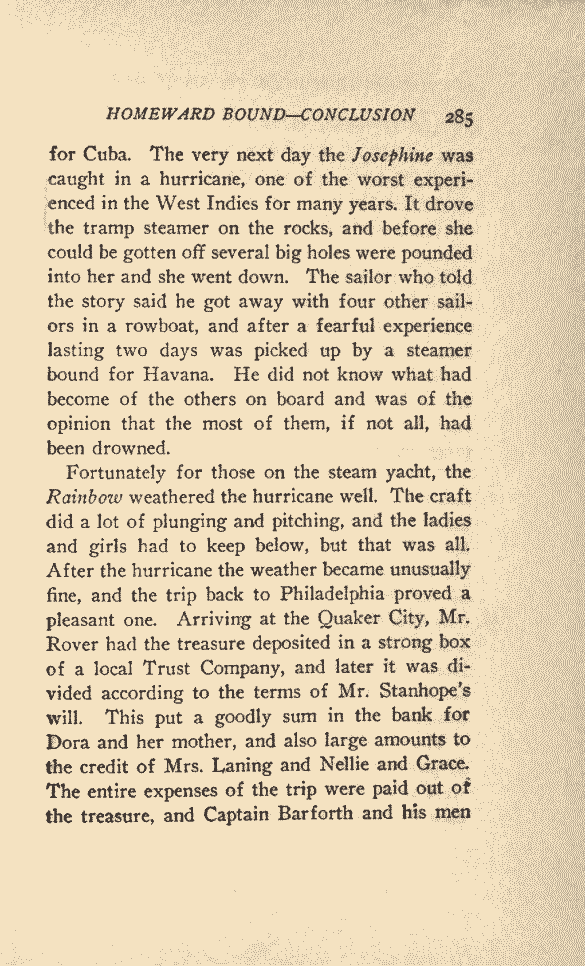 HOMEWARD BOUND—CONCLUSION 285
for Cuba. The very next day the Josephine was
caught in a hurricane, one of the worst experi-
enced in the West Indies for many years. It drove
the tramp steamer on the rocks, and before she
could be gotten off several big holes were pounded
into her and she went down. The sailor who told
the story said he got away with four other sail-
ors in a rowboat, and after a fearful experience
lasting two days was picked up by a steamer
bound for Havana. He did not know what had
become of the others on board and was of the
opinion that the most of them, if not all, had
been drowned.
Fortunately for those on the steam yacht, the
Rainbow weathered the hurricane well. The craft
did a lot of plunging and pitching, and the ladies
and girls had to keep below, but that was all.
After the hurricane the weather became unusually
fine, and the trip back to Philadelphia proved a
pleasant one. Arriving at the Quaker City, Mr.
Rover had the treasure deposited in a strong box
of a local Trust Company, and later it was di-
vided according to the terms of Mr. Stanhope's
will. This put a goodly sum in the bank for
Dora and her mother, and also large amounts to
the credit of Mrs. Laning and Nellie and Grace.
The entire expenses of the trip were paid out of
the treasure, and Captain Barforth and his men